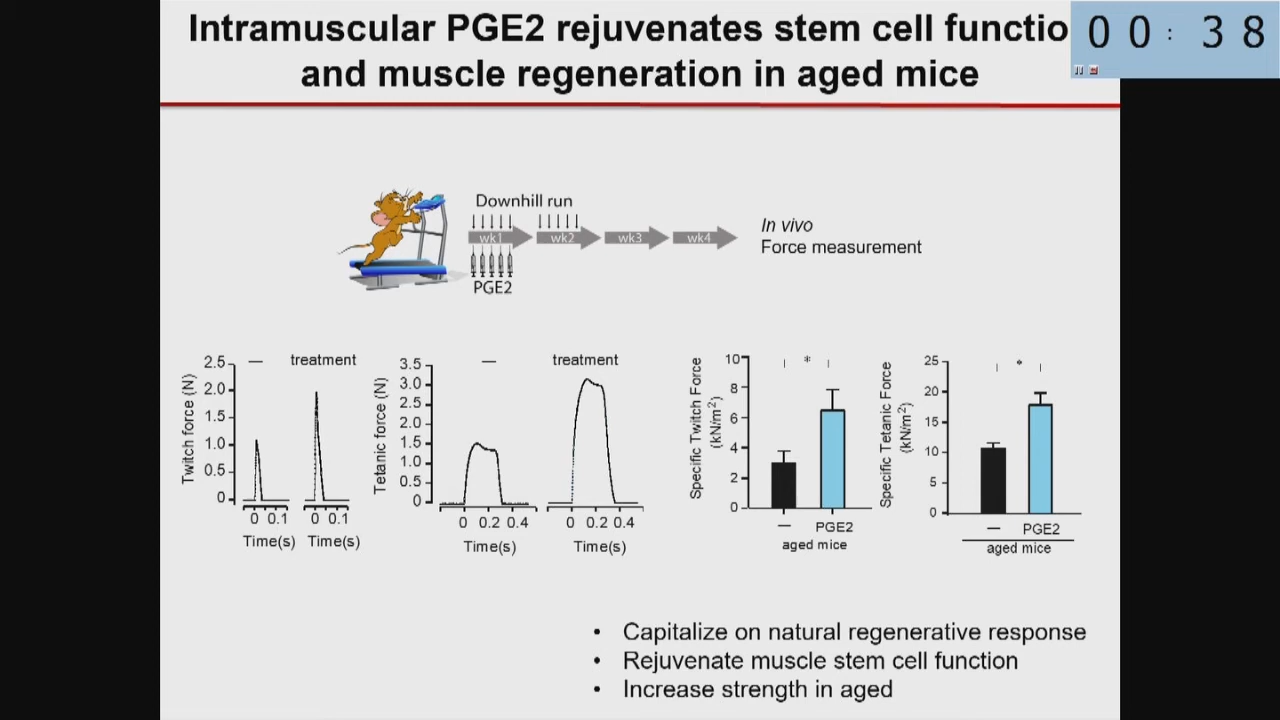 Intramuscular PGE2 rejuvenates stem cell functio
and muscle regeneration in aged mice
00:38
Downhill run
wk1 wk2 wk3 wk4
PGE2
In vivo
Force measurement
Twitch force (N)
2.5
2.0
1.5
1.0
0.5
0
— treatment
0 0.1 0 0.1
Time(s) Time(s)
Tetanic force (N)
3.5
3.0
2.5
2.0
1.5
1.0
0.5
0
— treatment
0 0.2 0.4 0 0.2 0.4
Time(s) Time(s)
Specific Twitch Force
(kN/m²)
10
8
6
4
2
0
*
— PGE2
aged mice
Specific Tetanic Force
(kN/m²)
25
20
15
10
5
0
*
— PGE2
aged mice
• Capitalize on natural regenerative response
• Rejuvenate muscle stem cell function
• Increase strength in aged